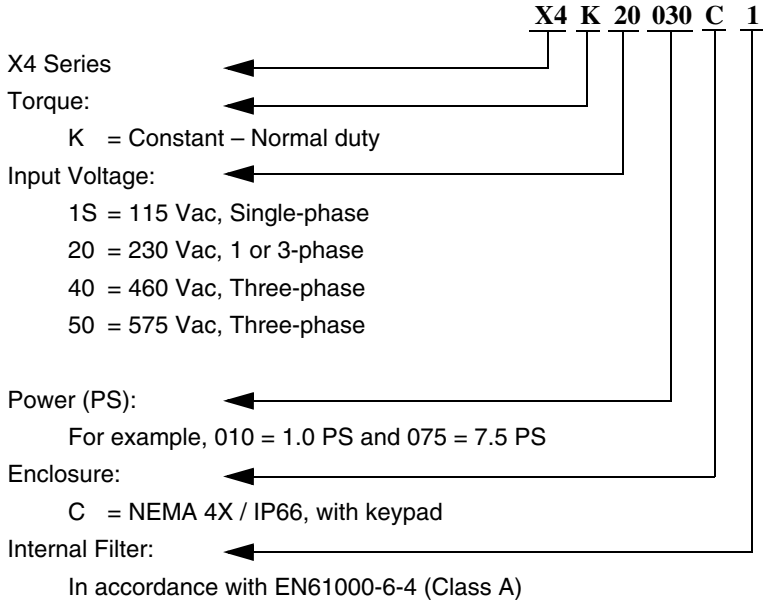 X4 K 20 030 C 1
X4 Series
Torque:
K = Constant – Normal duty
Input Voltage:
1S = 115 Vac, Single-phase
20 = 230 Vac, 1 or 3-phase
40 = 460 Vac, Three-phase
50 = 575 Vac, Three-phase
Power (PS):
For example, 010 = 1.0 PS and 075 = 7.5 PS
Enclosure:
C = NEMA 4X / IP66, with keypad
Internal Filter:
In accordance with EN61000-6-4 (Class A)